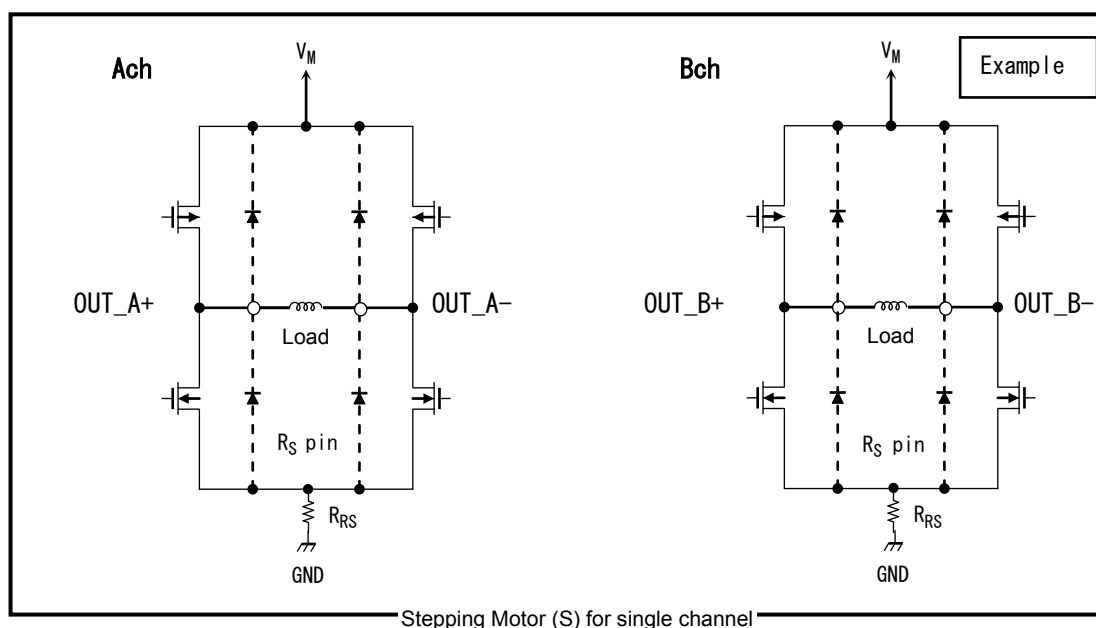 Ach
V_M
Bch
V_M
Example
OUT_A+
Load
OUT_A-
OUT_B+
Load
OUT_B-
R_S pin
R_RS
GND
R_S pin
R_RS
GND
Stepping Motor (S) for single channel